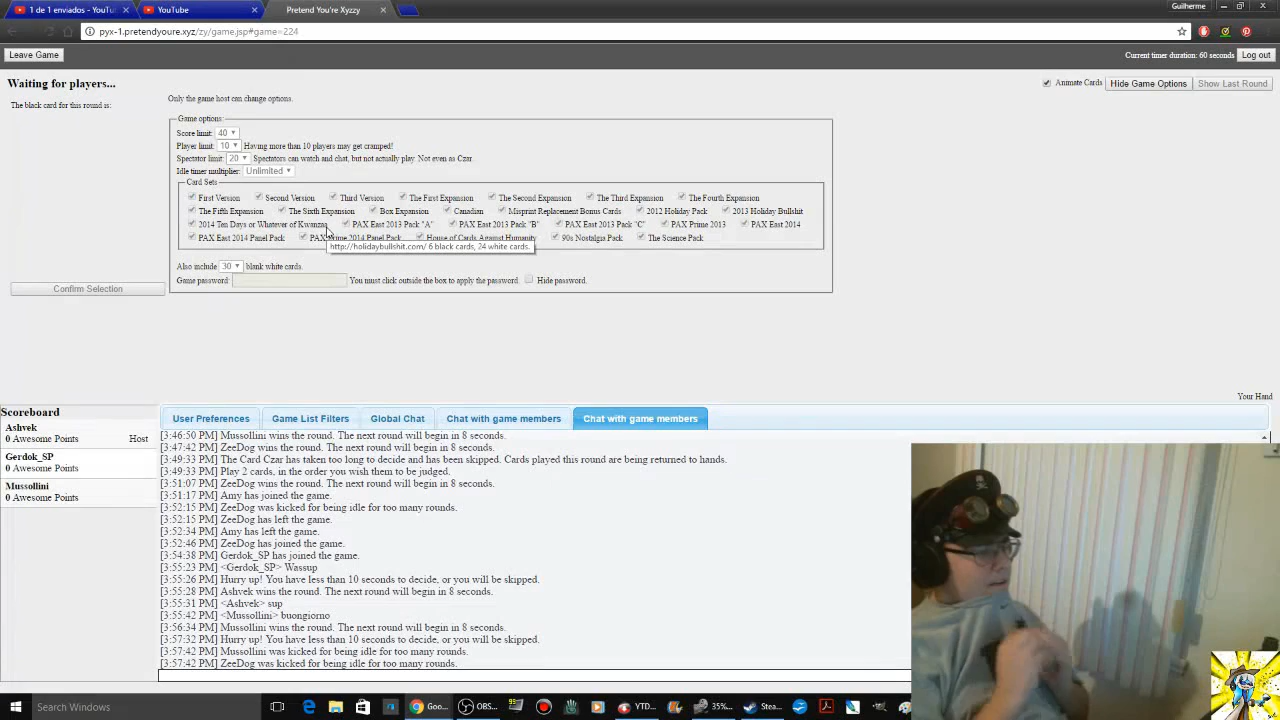 Guilherme
1 de 1 enviados - YouTu
YouTube
Pretend You're Xyzzy
pyx-1.pretendyoure.xyz/zy/game.jsp#game=224
Leave Game
Current timer duration: 60 seconds
Log out
Waiting for players...
Animate Cards
Hide Game Options
Show Last Round
The black card for this round is:
Only the game host can change options.
Game options:
Score limit: 40
Player limit: 10 Having more than 10 players may get cramped!
Spectator limit: 20 Spectators can watch and chat, but not actually play. Not even as Czar.
Idle timer multiplier: Unlimited
Card Sets
First Version Second Version Third Version The First Expansion The Second Expansion The Third Expansion The Fourth Expansion
The Fifth Expansion The Sixth Expansion Box Expansion Canadian Misprint Replacement Bonus Cards 2012 Holiday Pack 2013 Holiday Bullshit
2014 Ten Days or Whatever of Kwanzaa PAX East 2013 Pack "A" PAX East 2013 Pack "B" PAX East 2013 Pack "C" PAX Prime 2013 PAX East 2014
PAX East 2014 Panel Pack PAX Prime 2014 Panel Pack House of Cards Against Humanity 90s Nostalgia Pack The Science Pack
http://holidaybullshit.com/ 6 black cards, 24 white cards.
Also include 30 blank white cards.
Game password: You must click outside the box to apply the password. Hide password.
Confirm Selection
Your Hand
Scoreboard
Ashvek
0 Awesome Points Host
Gerdok_SP
0 Awesome Points
Mussollini
0 Awesome Points
User Preferences
Game List Filters
Global Chat
Chat with game members
Chat with game members
[3:46:50 PM] Mussollini wins the round. The next round will begin in 8 seconds.
[3:47:42 PM] ZeeDog wins the round. The next round will begin in 8 seconds.
[3:49:33 PM] The Card Czar has taken too long to decide and has been skipped. Cards played this round are being returned to hands.
[3:49:33 PM] Play 2 cards, in the order you wish them to be judged.
[3:51:07 PM] ZeeDog wins the round. The next round will begin in 8 seconds.
[3:51:17 PM] Amy has joined the game.
[3:52:15 PM] ZeeDog was kicked for being idle for too many rounds.
[3:52:15 PM] ZeeDog has left the game.
[3:52:34 PM] Amy has left the game.
[3:52:46 PM] ZeeDog has joined the game.
[3:54:38 PM] Gerdok_SP has joined the game.
[3:55:23 PM] <Gerdok_SP> Wassup
[3:55:26 PM] Hurry up! You have less than 10 seconds to decide, or you will be skipped.
[3:55:28 PM] Ashvek wins the round. The next round will begin in 8 seconds.
[3:55:31 PM] <Ashvek> sup
[3:55:42 PM] <Mussollini> buongiorno
[3:56:34 PM] Mussollini wins the round. The next round will begin in 8 seconds.
[3:57:32 PM] Hurry up! You have less than 10 seconds to decide, or you will be skipped.
[3:57:42 PM] Mussollini was kicked for being idle for too many rounds.
[3:57:42 PM] ZeeDog was kicked for being idle for too many rounds.
Search Windows
Goo...
OBS...
YTD...
35%...
Stea...